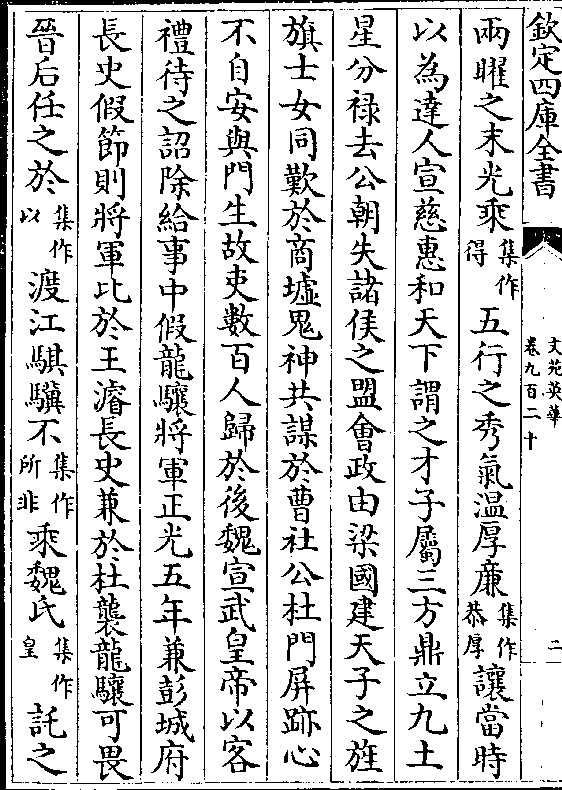 欽定四庫全書
文苑英華
卷九百二十
二
兩曜之末光乘集作得五行之秀氣温厚亷集作恭厚讓當時
以為達人宣慈惠和天下謂之才子屬三方鼎立九土
星分禄去公朝失諸侯之盟會政由梁國建天子之旌
旗士女同歎於商墟鬼神共謀於曹社公杜門屏跡心
不自安與門生故吏數百人歸於後魏宣武皇帝以客
禮待之詔除給事中假龍驤將軍正光五年兼彭城府
長史假節則將軍比於王濬長史兼於杜襲龍驤可畏
晉后任之於集作以渡江騏驥不集作所非乘魏氏集作皇託之